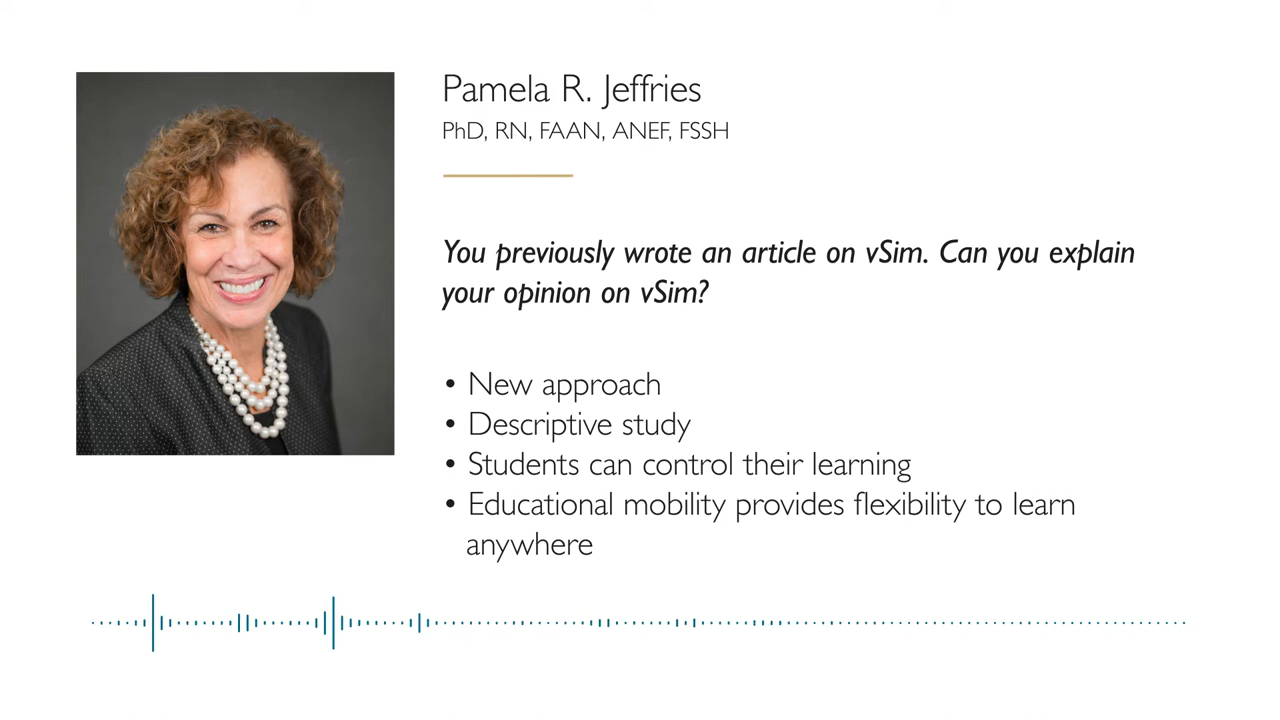 Pamela R. Jeffries
PhD, RN, FAAN, ANEF, FSSH
You previously wrote an article on vSim. Can you explain
your opinion on vSim?
• New approach
• Descriptive study
• Students can control their learning
• Educational mobility provides flexibility to learn
anywhere